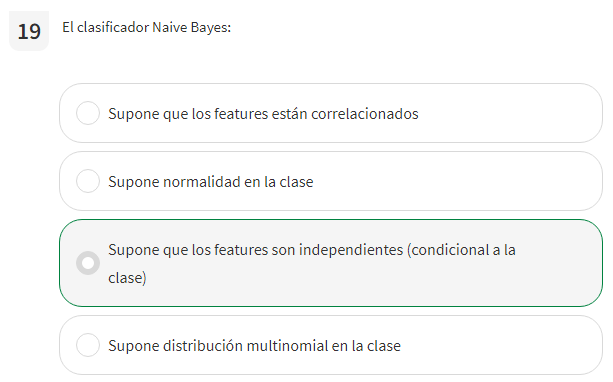 19
El clasificador Naive Bayes:
Supone que los features están correlacionados
Supone normalidad en la clase
Supone que los features son independientes (condicional a la
clase)
Supone distribución multinomial en la clase